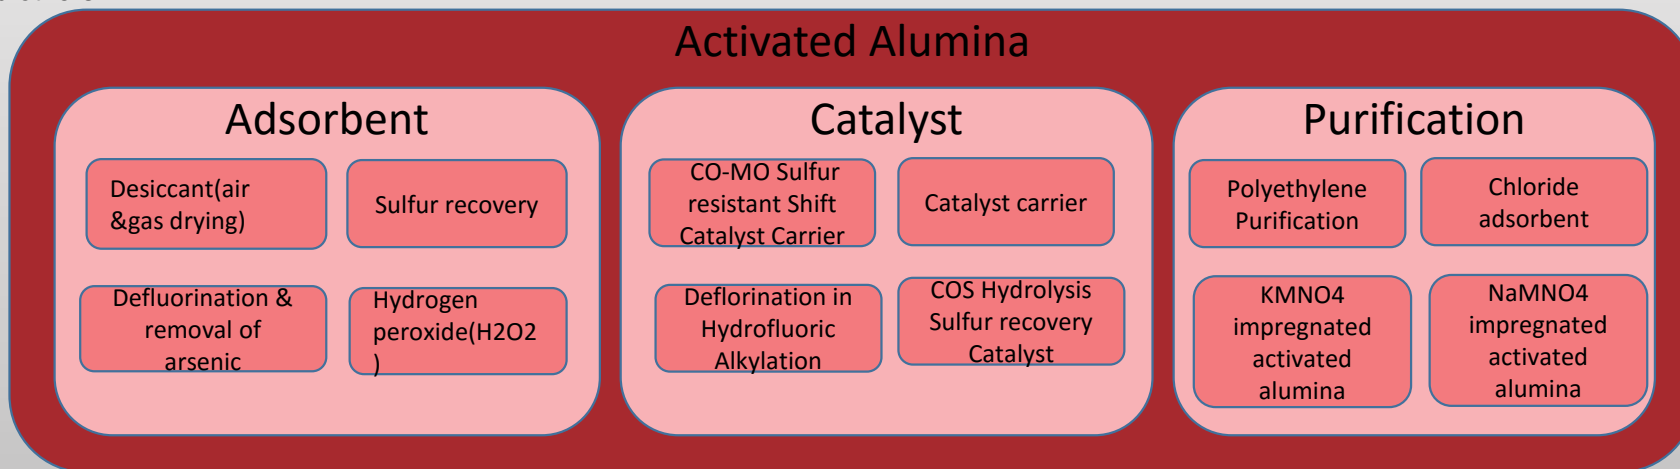 Activated Alumina
Adsorbent
Desiccant(air
&gas drying)
Sulfur recovery
Defluorination &
removal of
arsenic
Hydrogen
peroxide(H2O2
)
Catalyst
CO-MO Sulfur
resistant Shift
Catalyst Carrier
Catalyst carrier
Deflorination in
Hydrofluoric
Alkylation
COS Hydrolysis
Sulfur recovery
Catalyst
Purification
Polyethylene
Purification
Chloride
adsorbent
KMNO4
impregnated
activated
alumina
NaMNO4
impregnated
activated
alumina